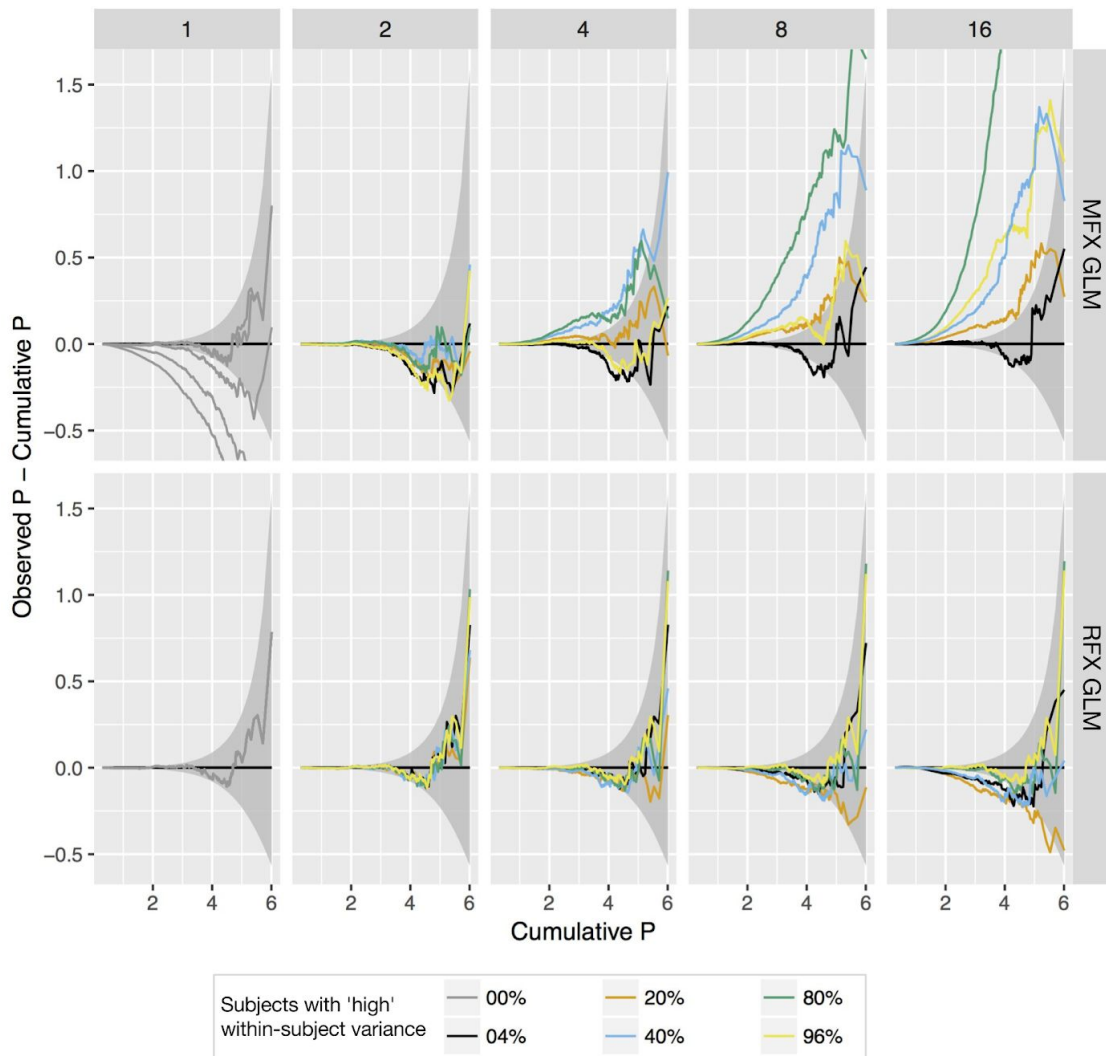 1 2 4 8 16
1.5
1.0
0.5
0.0
−0.5
MFX GLM
Observed P − Cumulative P
1.5
1.0
0.5
0.0
−0.5
RFX GLM
2 4 6 2 4 6 2 4 6 2 4 6 2 4 6
Cumulative P
Subjects with 'high'
within-subject variance
00% 20% 80%
04% 40% 96%